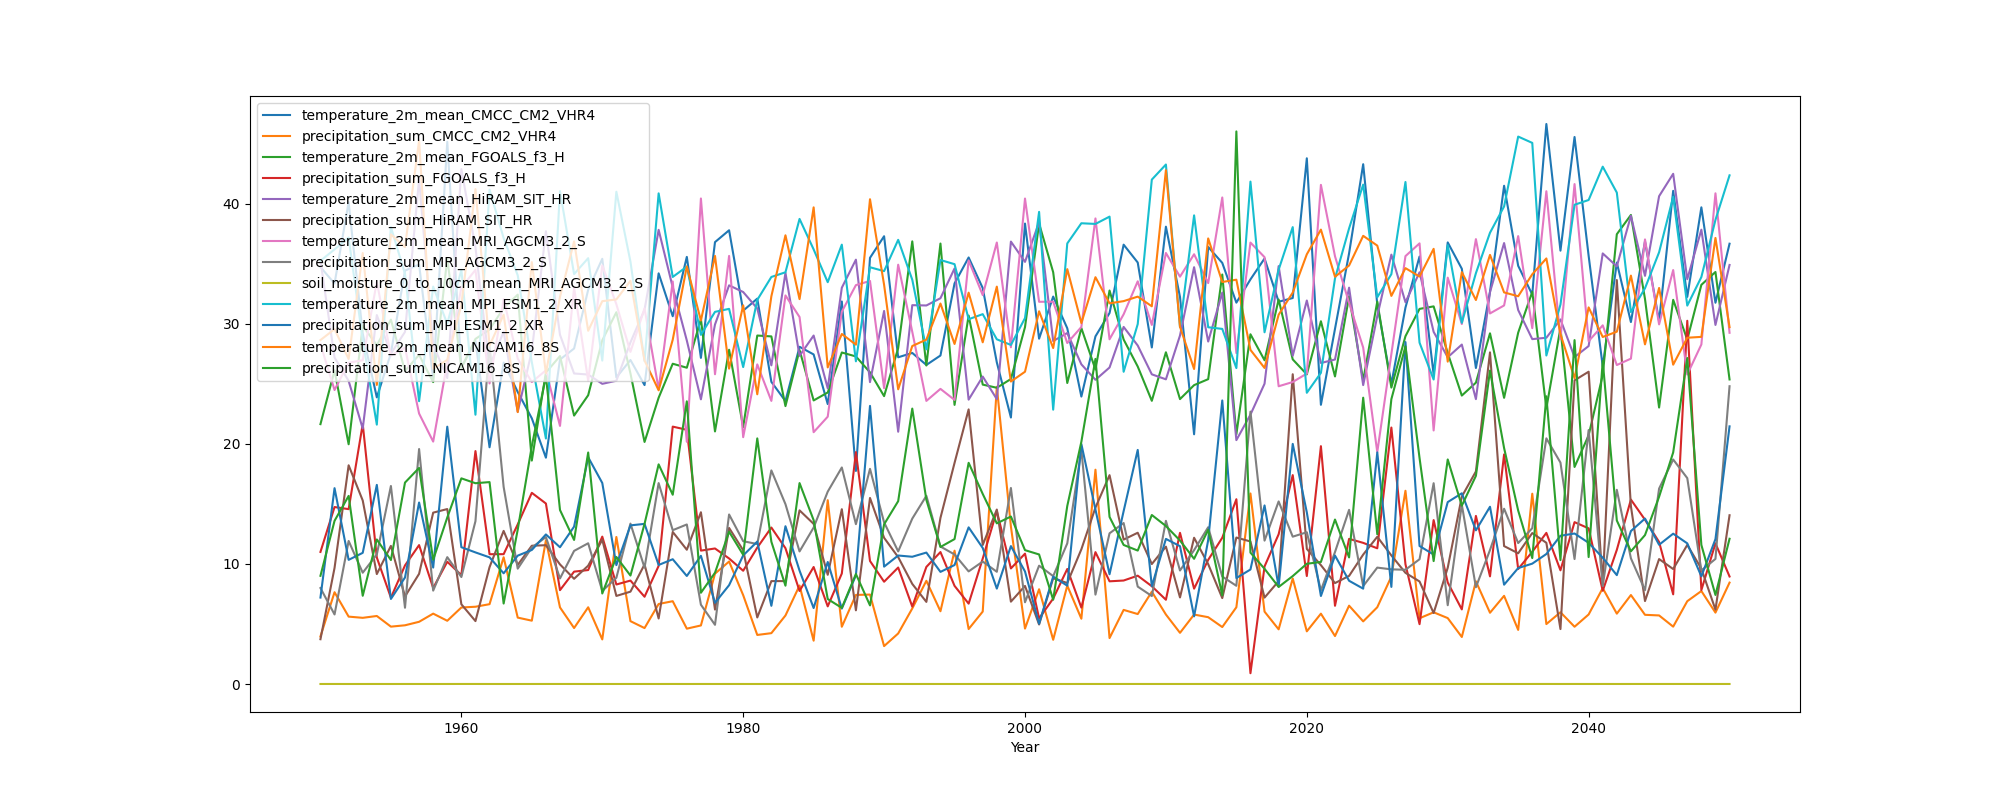 temperature_2m_mean_CMCC_CM2_VHR4
precipitation_sum_CMCC_CM2_VHR4
temperature_2m_mean_FGOALS_f3_H
precipitation_sum_FGOALS_f3_H
temperature_2m_mean_HiRAM_SIT_HR
precipitation_sum_HiRAM_SIT_HR
temperature_2m_mean_MRI_AGCM3_2_S
precipitation_sum_MRI_AGCM3_2_S
soil_moisture_0_to_10cm_mean_MRI_AGCM3_2_S
temperature_2m_mean_MPI_ESM1_2_XR
precipitation_sum_MPI_ESM1_2_XR
temperature_2m_mean_NICAM16_8S
precipitation_sum_NICAM16_8S
40
30
20
10
0
1960 1980 2000 2020 2040
Year